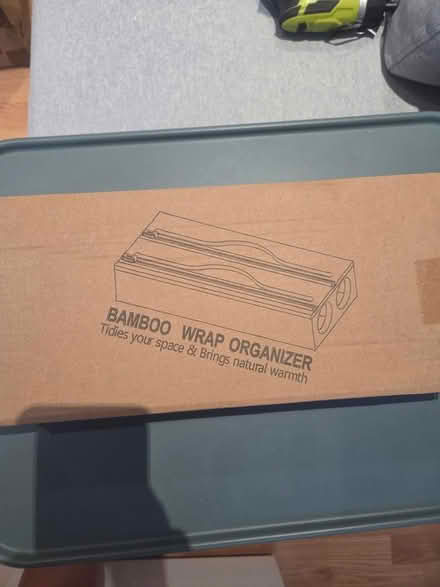 BAMBOO WRAP ORGANIZER
Tidies your space & Brings natural warmth